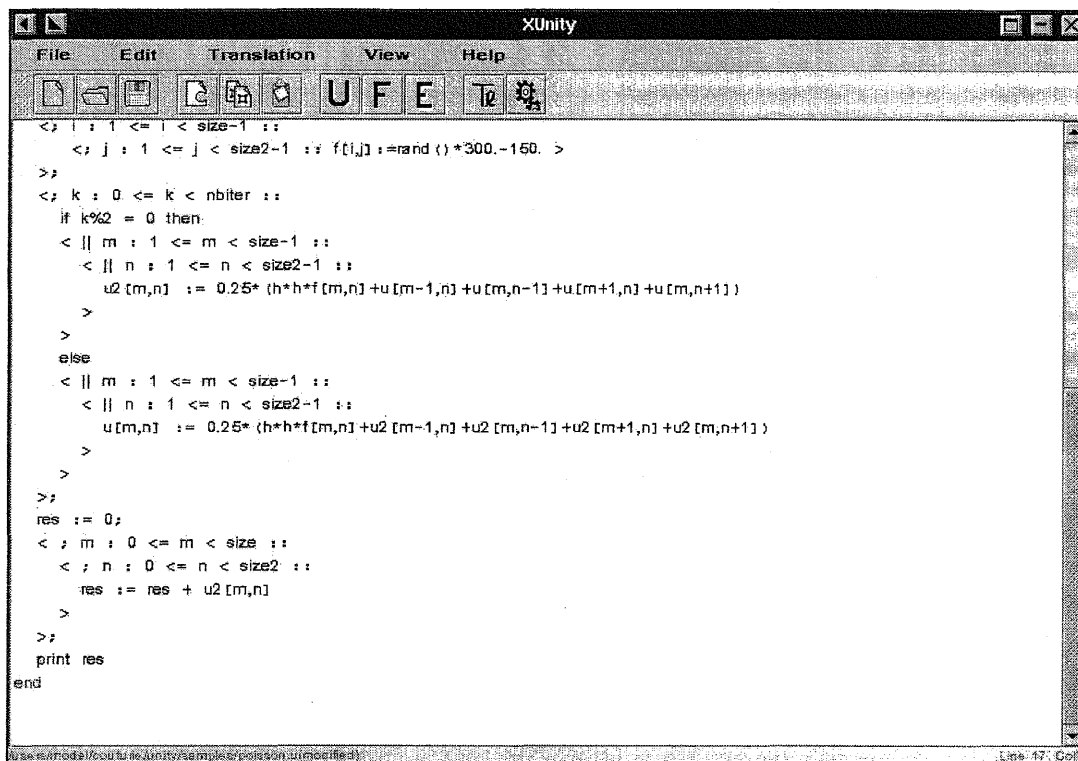 XUnity
File Edit Translation View Help
U F E
<; i : 1 <= i < size-1 ::
<; j : 1 <= j < size2-1 :: f[i,j]:=rand()*300.-150. >
>;
<; k : 0 <= k < nbiter ::
if k%2 = 0 then
< || m : 1 <= m < size-1 ::
< || n : 1 <= n < size2-1 ::
u2[m,n] := 0.25*(h*h*f[m,n]+u[m-1,n]+u[m,n-1]+u[m+1,n]+u[m,n+1])
>
>
else
< || m : 1 <= m < size-1 ::
< || n : 1 <= n < size2-1 ::
u[m,n] := 0.25*(h*h*f[m,n]+u2[m-1,n]+u2[m,n-1]+u2[m+1,n]+u2[m,n+1])
>
>
>;
res := 0;
< ; m : 0 <= m < size ::
< ; n : 0 <= n < size2 ::
res := res + u2[m,n]
>
>;
print res
end
Line 17, Col